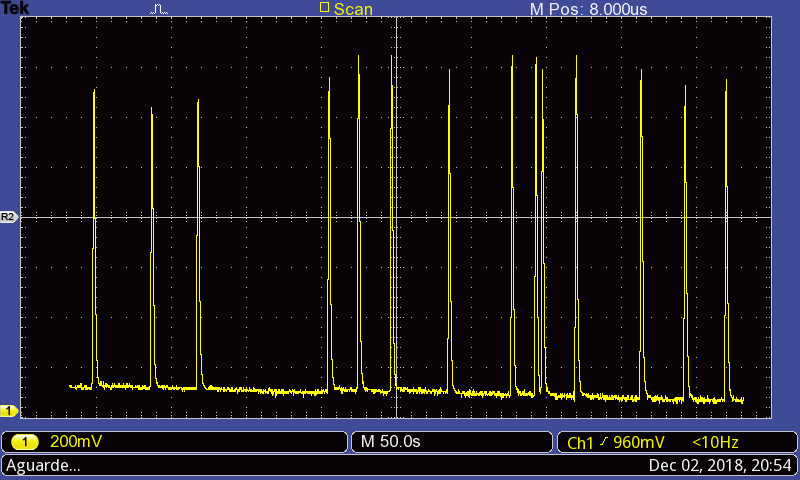 Tek Scan M Pos: 8.000us
R2
1
1 200mV M 50.0s Ch1 960mV <10Hz
Aguarde... Dec 02, 2018, 20:54